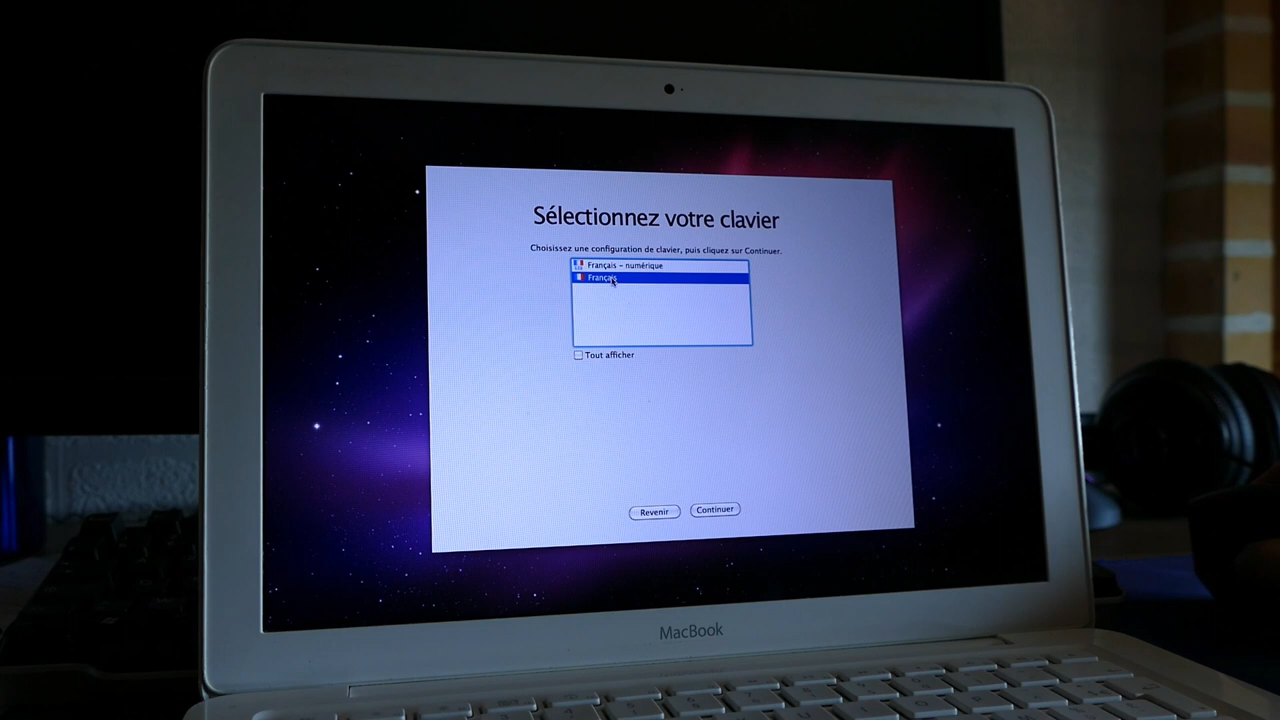 Sélectionnez votre clavier
Choisissez une configuration de clavier, puis cliquez sur Continuer.
Français - numérique
Français
Tout afficher
Revenir
Continuer
MacBook